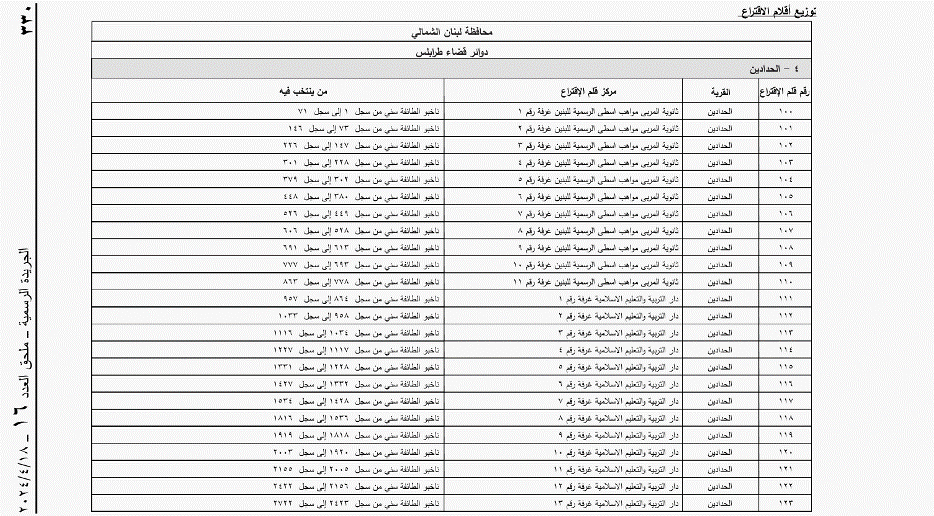 ٣٣٠
الجريدة الرسمية – ملحق العدد ١٦ – ٢٠٢٤/٤/١٨
توزيع أقلام الاقتراع
محافظة لبنان الشمالي
دوائر قضاء طرابلس
٤ - الحدادين
رقم قلم الإقتراع القرية مركز قلم الإقتراع من ينتخب فيه
١٠٠ الحدادين ثانوية المربي مواهب اسطى الرسمية للبنين غرفة رقم ١ ناخبو الطائفة سني من سجل ١ إلى سجل ٧١
١٠١ الحدادين ثانوية المربي مواهب اسطى الرسمية للبنين غرفة رقم ٢ ناخبو الطائفة سني من سجل ٧٣ إلى سجل ١٤٦
١٠٢ الحدادين ثانوية المربي مواهب اسطى الرسمية للبنين غرفة رقم ٣ ناخبو الطائفة سني من سجل ١٤٧ إلى سجل ٢٢٦
١٠٣ الحدادين ثانوية المربي مواهب اسطى الرسمية للبنين غرفة رقم ٤ ناخبو الطائفة سني من سجل ٢٢٨ إلى سجل ٣٠١
١٠٤ الحدادين ثانوية المربي مواهب اسطى الرسمية للبنين غرفة رقم ٥ ناخبو الطائفة سني من سجل ٣٠٢ إلى سجل ٣٧٩
١٠٥ الحدادين ثانوية المربي مواهب اسطى الرسمية للبنين غرفة رقم ٦ ناخبو الطائفة سني من سجل ٣٨٠ إلى سجل ٤٤٨
١٠٦ الحدادين ثانوية المربي مواهب اسطى الرسمية للبنين غرفة رقم ٧ ناخبو الطائفة سني من سجل ٤٤٩ إلى سجل ٥٢٦
١٠٧ الحدادين ثانوية المربي مواهب اسطى الرسمية للبنين غرفة رقم ٨ ناخبو الطائفة سني من سجل ٥٢٨ إلى سجل ٦٠٦
١٠٨ الحدادين ثانوية المربي مواهب اسطى الرسمية للبنين غرفة رقم ٩ ناخبو الطائفة سني من سجل ٦١٣ إلى سجل ٦٩١
١٠٩ الحدادين ثانوية المربي مواهب اسطى الرسمية للبنين غرفة رقم ١٠ ناخبو الطائفة سني من سجل ٦٩٣ إلى سجل ٧٧٧
١١٠ الحدادين ثانوية المربي مواهب اسطى الرسمية للبنين غرفة رقم ١١ ناخبو الطائفة سني من سجل ٧٧٨ إلى سجل ٨٦٣
١١١ الحدادين دار التربية والتعليم الاسلامية غرفة رقم ١ ناخبو الطائفة سني من سجل ٨٦٤ إلى سجل ٩٥٧
١١٢ الحدادين دار التربية والتعليم الاسلامية غرفة رقم ٢ ناخبو الطائفة سني من سجل ٩٥٨ إلى سجل ١٠٣٣
١١٣ الحدادين دار التربية والتعليم الاسلامية غرفة رقم ٣ ناخبو الطائفة سني من سجل ١٠٣٤ إلى سجل ١١١٦
١١٤ الحدادين دار التربية والتعليم الاسلامية غرفة رقم ٤ ناخبو الطائفة سني من سجل ١١١٧ إلى سجل ١٢٢٧
١١٥ الحدادين دار التربية والتعليم الاسلامية غرفة رقم ٥ ناخبو الطائفة سني من سجل ١٢٢٨ إلى سجل ١٣٣١
١١٦ الحدادين دار التربية والتعليم الاسلامية غرفة رقم ٦ ناخبو الطائفة سني من سجل ١٣٣٢ إلى سجل ١٤٢٧
١١٧ الحدادين دار التربية والتعليم الاسلامية غرفة رقم ٧ ناخبو الطائفة سني من سجل ١٤٢٨ إلى سجل ١٥٣٤
١١٨ الحدادين دار التربية والتعليم الاسلامية غرفة رقم ٨ ناخبو الطائفة سني من سجل ١٥٣٦ إلى سجل ١٨١٦
١١٩ الحدادين دار التربية والتعليم الاسلامية غرفة رقم ٩ ناخبو الطائفة سني من سجل ١٨١٨ إلى سجل ١٩١٩
١٢٠ الحدادين دار التربية والتعليم الاسلامية غرفة رقم ١٠ ناخبو الطائفة سني من سجل ١٩٢٠ إلى سجل ٢٠٠٣
١٢١ الحدادين دار التربية والتعليم الاسلامية غرفة رقم ١١ ناخبو الطائفة سني من سجل ٢٠٠٥ إلى سجل ٢١٥٥
١٢٢ الحدادين دار التربية والتعليم الاسلامية غرفة رقم ١٢ ناخبو الطائفة سني من سجل ٢١٥٦ إلى سجل ٢٤٢٢
١٢٣ الحدادين دار التربية والتعليم الاسلامية غرفة رقم ١٣ ناخبو الطائفة سني من سجل ٢٤٢٣ إلى سجل ٢٧٢٢